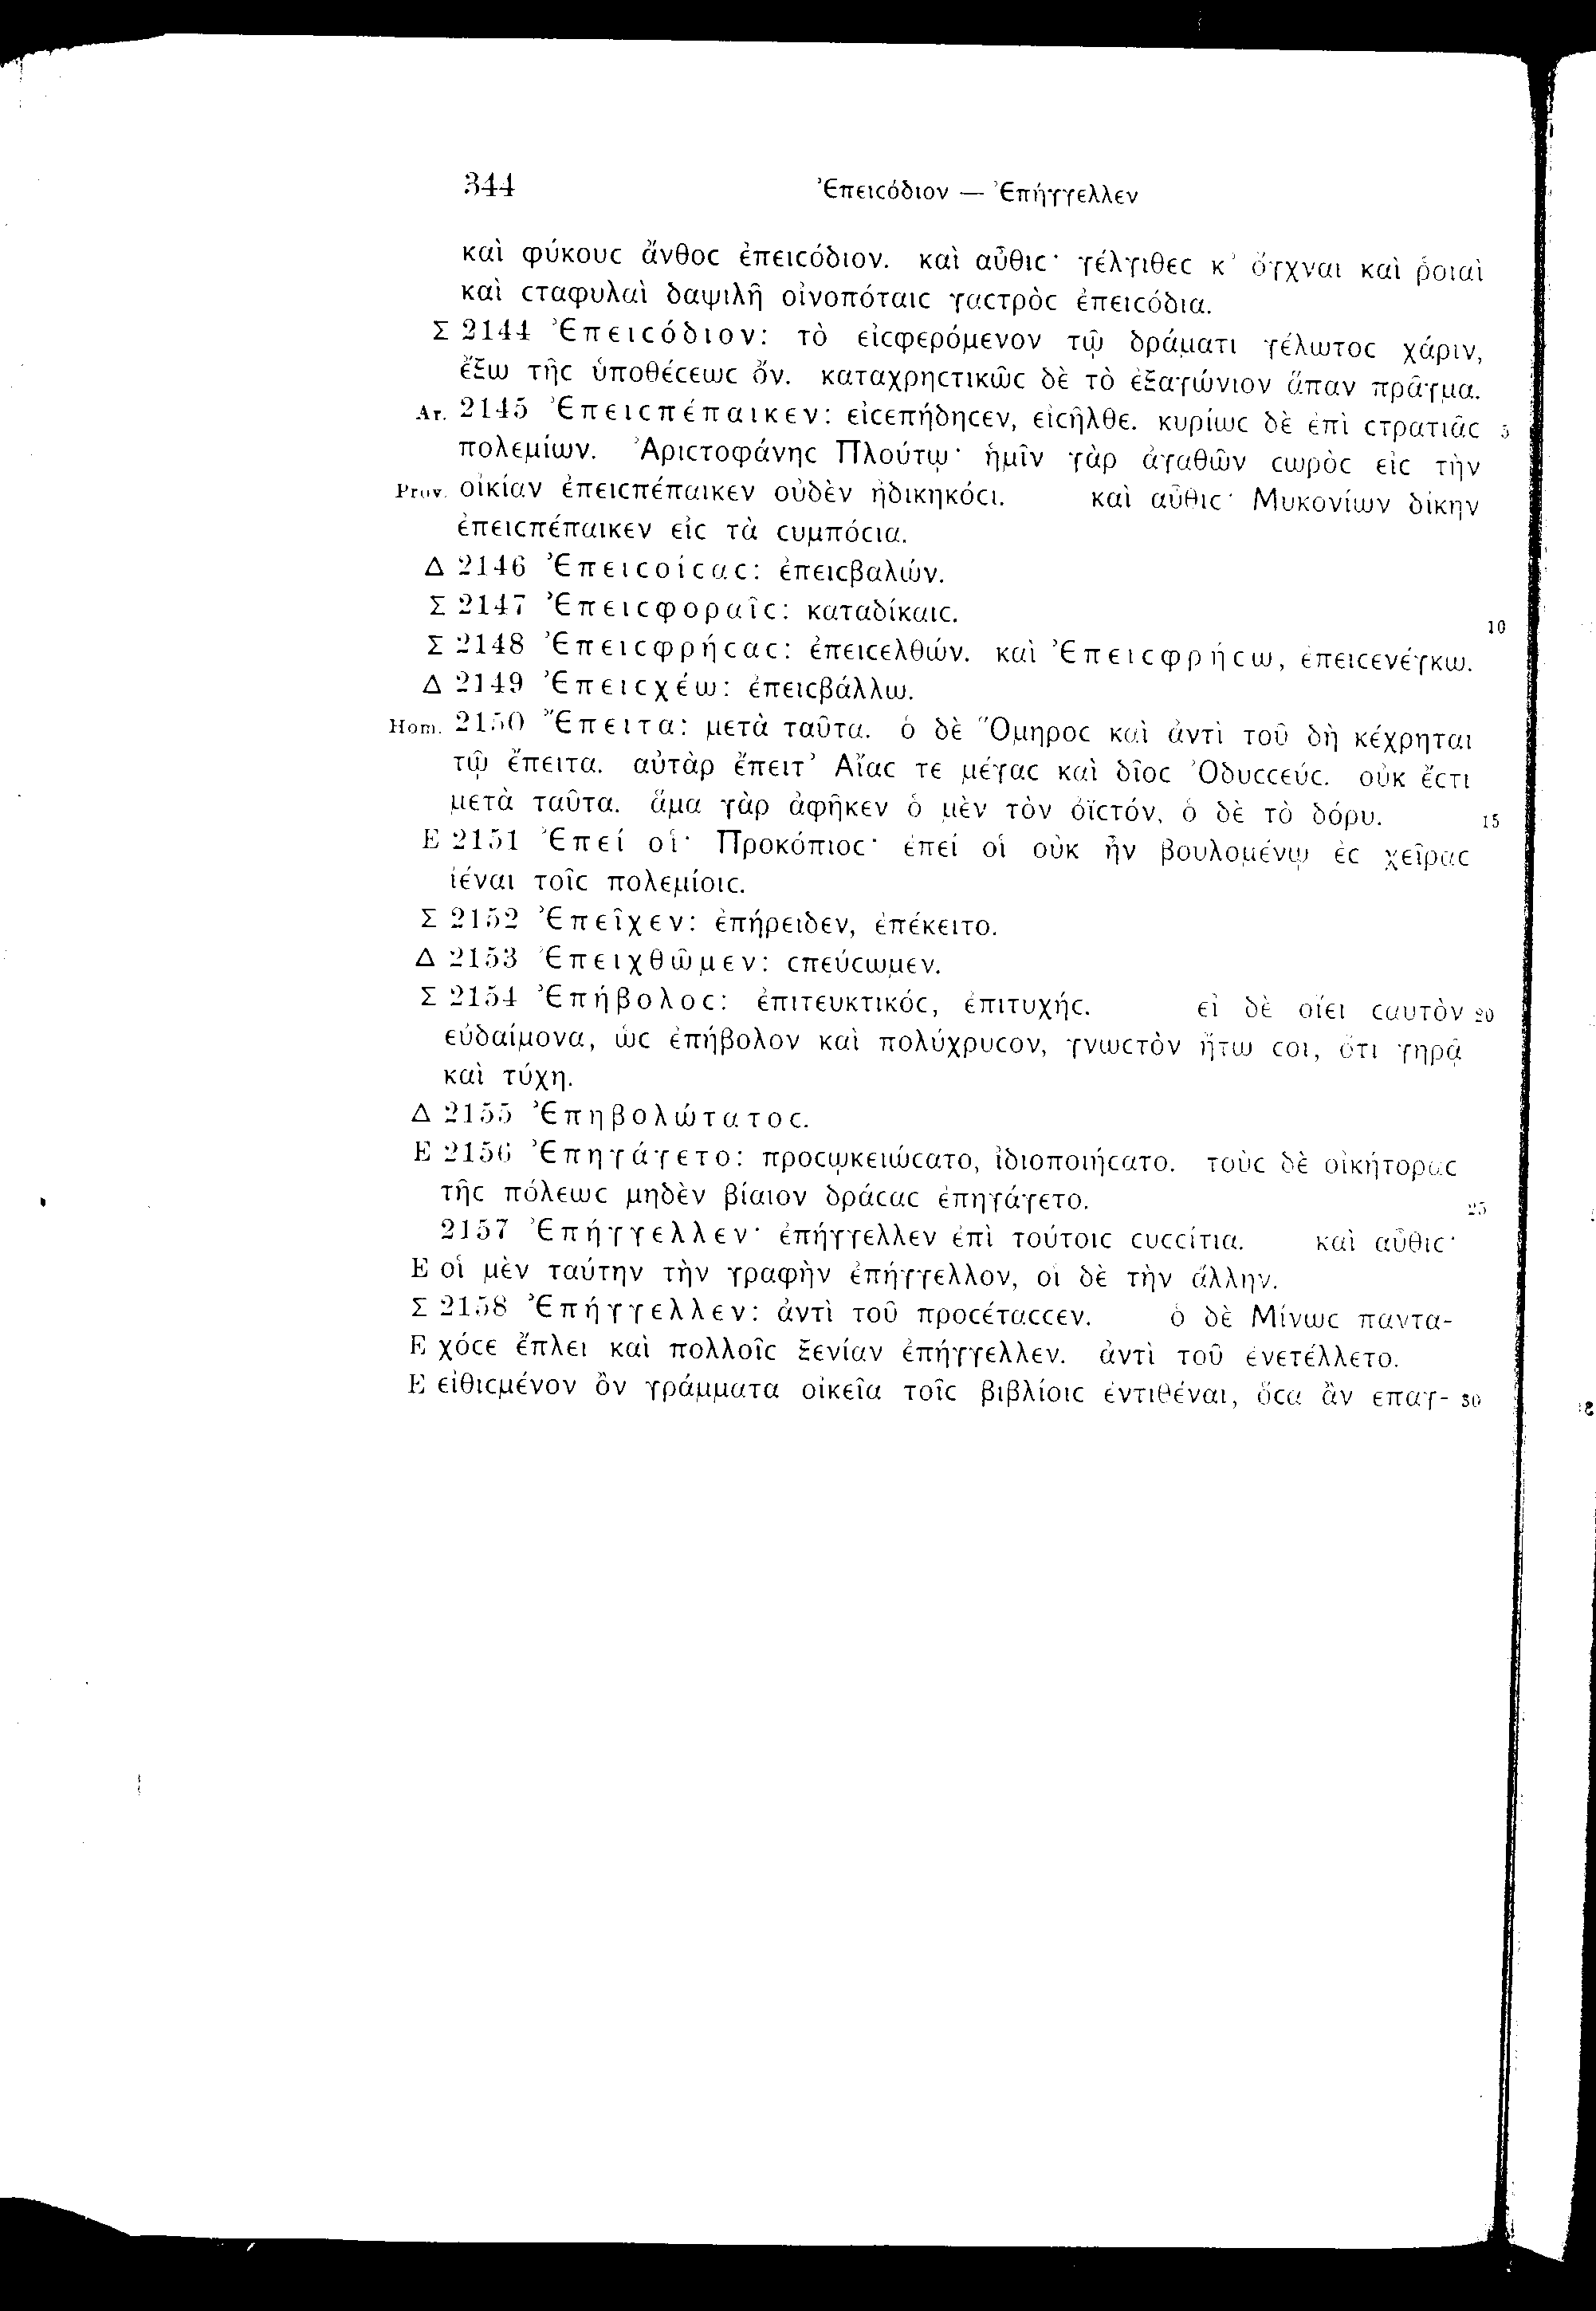 344 Ἐπειϲόδιον — Ἐπήγγελλεν
καὶ φύκουϲ ἄνθοϲ ἐπειϲόδιον. καὶ αὖθιϲ· γέλγιθεϲ κ’ ὄγχναι καὶ ῥοιαὶ
καὶ ϲταφυλαὶ δαψιλῆ οἰνοπόταιϲ γαϲτρὸϲ ἐπειϲόδια.
Σ 2144 Ἐπειϲόδιον: τὸ εἰϲφερόμενον τῷ δράματι γέλωτοϲ χάριν,
ἔξω τῆϲ ὑποθέϲεωϲ ὄν. καταχρηϲτικῶϲ δὲ τὸ ἐξαγώνιον ἅπαν πρᾶγμα.
Ar. 2145 Ἐπειϲπέπαικεν: εἰϲεπήδηϲεν, εἰϲῆλθε. κυρίωϲ δὲ ἐπὶ ϲτρατιᾶϲ 5
πολεμίων. Ἀριϲτοφάνηϲ Πλούτῳ· ἡμῖν γὰρ ἀγαθῶν ϲωρὸϲ εἰϲ τὴν
Prov. οἰκίαν ἐπειϲπέπαικεν οὐδὲν ἠδικηκόϲι. καὶ αὖθιϲ· Μυκονίων δίκην
ἐπειϲπέπαικεν εἰϲ τὰ ϲυμπόϲια.
Δ 2146 Ἐπειϲοίϲαϲ: ἐπειϲβαλών.
Σ 2147 Ἐπειϲφοραῖϲ: καταδίκαιϲ. 10
Σ 2148 Ἐπειϲφρήϲαϲ: ἐπειϲελθών. καὶ Ἐπειϲφρήϲω, ἐπειϲενέγκω.
Δ 2149 Ἐπειϲχέω: ἐπειϲβάλλω.
Hom. 2150 Ἔπειτα: μετὰ ταῦτα. ὁ δὲ Ὅμηροϲ καὶ ἀντὶ τοῦ δὴ κέχρηται
τῷ ἔπειτα. αὐτὰρ ἔπειτ’ Αἴαϲ τε μέγαϲ καὶ δῖοϲ Ὀδυϲϲεύϲ. οὐκ ἔϲτι
μετὰ ταῦτα. ἅμα γὰρ ἀφῆκεν ὁ μὲν τὸν ὀϊϲτόν, ὁ δὲ τὸ δόρυ. 15
E 2151 Ἐπεί οἱ· Προκόπιοϲ· ἐπεί οἱ οὐκ ἦν βουλομένῳ ἐϲ χεῖραϲ
ἰέναι τοῖϲ πολεμίοιϲ.
Σ 2152 Ἐπεῖχεν: ἐπήρειδεν, ἐπέκειτο.
Δ 2153 Ἐπειχθῶμεν: ϲπεύϲωμεν.
Σ 2154 Ἐπήβολοϲ: ἐπιτευκτικόϲ, ἐπιτυχήϲ. εἰ δὲ οἴει ϲαυτὸν 20
εὐδαίμονα, ὡϲ ἐπήβολον καὶ πολύχρυϲον, γνωϲτὸν ἤτω ϲοι, ὅτι γηρᾷ
καὶ τύχη.
Δ 2155 Ἐπηβολώτατοϲ.
E 2156 Ἐπηγάγετο: προϲῳκειώϲατο, ἰδιοποιήϲατο. τοὺϲ δὲ οἰκήτοραϲ
τῆϲ πόλεωϲ μηδὲν βίαιον δράϲαϲ ἐπηγάγετο. 25
2157 Ἐπήγγελλεν· ἐπήγγελλεν ἐπὶ τούτοιϲ ϲυϲϲίτια. καὶ αὖθιϲ·
E οἱ μὲν ταύτην τὴν γραφὴν ἐπήγγελλον, οἱ δὲ τὴν ἄλλην.
Σ 2158 Ἐπήγγελλεν: ἀντὶ τοῦ προϲέταϲϲεν. ὁ δὲ Μίνωϲ παντα-
E χόϲε ἔπλει καὶ πολλοῖϲ ξενίαν ἐπήγγελλεν. ἀντὶ τοῦ ἐνετέλλετο.
E εἰθιϲμένον ὂν γράμματα οἰκεῖα τοῖϲ βιβλίοιϲ ἐντιθέναι, ὅϲα ἂν ἐπαγ- 30